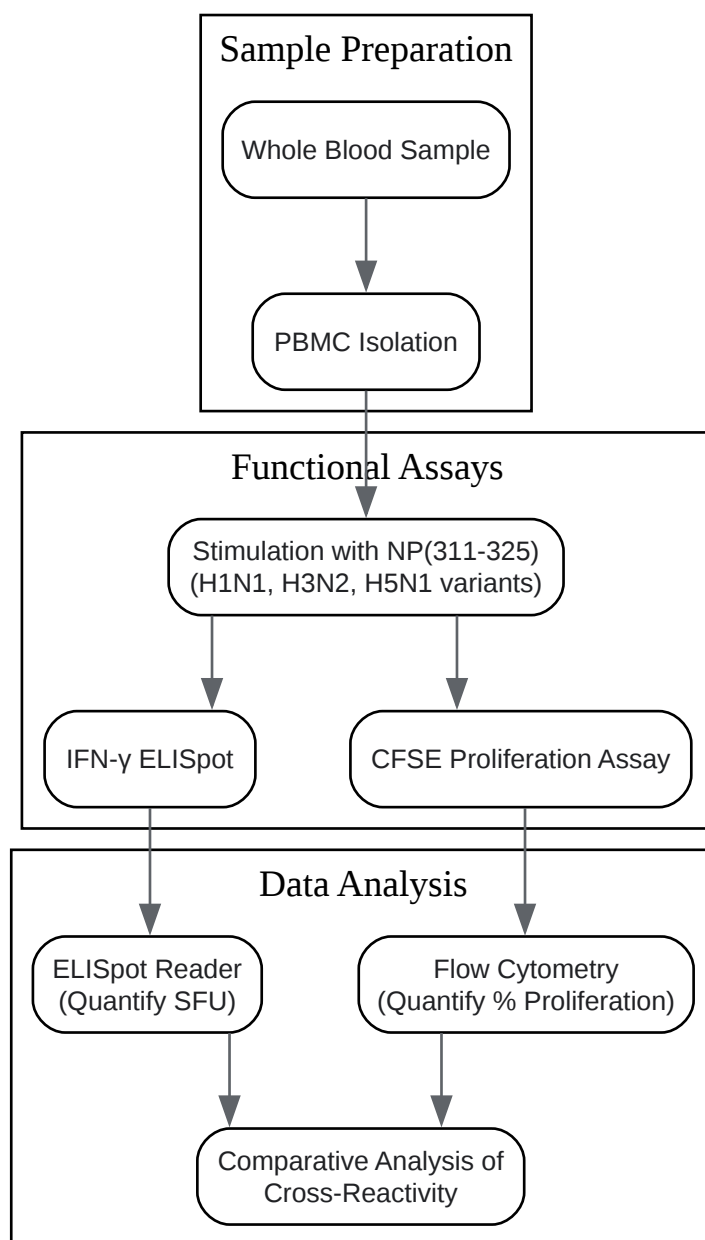 Sample Preparation
Whole Blood Sample
PBMC Isolation
Functional Assays
Stimulation with NP(311-325)
(H1N1, H3N2, H5N1 variants)
IFN-γ ELISpot
CFSE Proliferation Assay
Data Analysis
ELISpot Reader
(Quantify SFU)
Flow Cytometry
(Quantify % Proliferation)
Comparative Analysis of
Cross-Reactivity